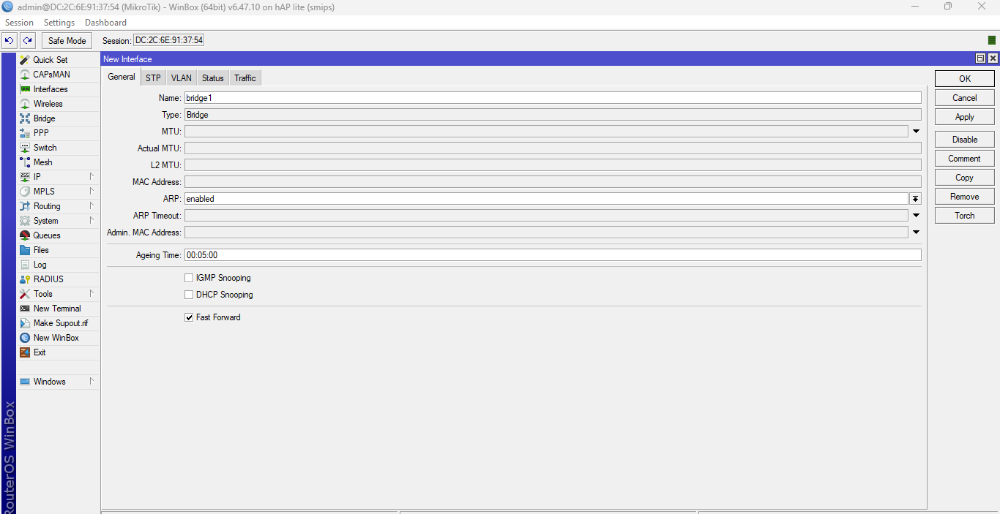 admin@DC:2C:6E:91:37:54 (MikroTik) - WinBox (64bit) v6.47.10 on hAP lite (smips)
Session Settings Dashboard
Safe Mode Session: DC:2C:6E:91:37:54
Quick Set
CAPsMAN
Interfaces
Wireless
Bridge
PPP
Switch
Mesh
IP
MPLS
Routing
System
Queues
Files
Log
RADIUS
Tools
New Terminal
Make Supout.rif
New WinBox
Exit
Windows
RouterOS WinBox
New Interface
General STP VLAN Status Traffic
Name: bridge1
Type: Bridge
MTU:
Actual MTU:
L2 MTU:
MAC Address:
ARP: enabled
ARP Timeout:
Admin. MAC Address:
Ageing Time: 00:05:00
IGMP Snooping
DHCP Snooping
Fast Forward
OK
Cancel
Apply
Disable
Comment
Copy
Remove
Torch